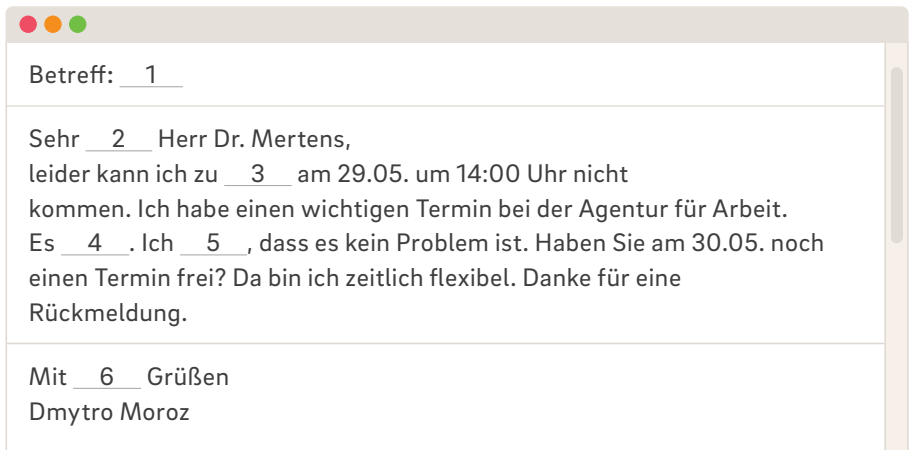 Betreff: 1
Sehr 2 Herr Dr. Mertens,
leider kann ich zu 3 am 29.05. um 14:00 Uhr nicht
kommen. Ich habe einen wichtigen Termin bei der Agentur für Arbeit.
Es 4 . Ich 5 , dass es kein Problem ist. Haben Sie am 30.05. noch
einen Termin frei? Da bin ich zeitlich flexibel. Danke für eine
Rückmeldung.
Mit 6 Grüßen
Dmytro Moroz